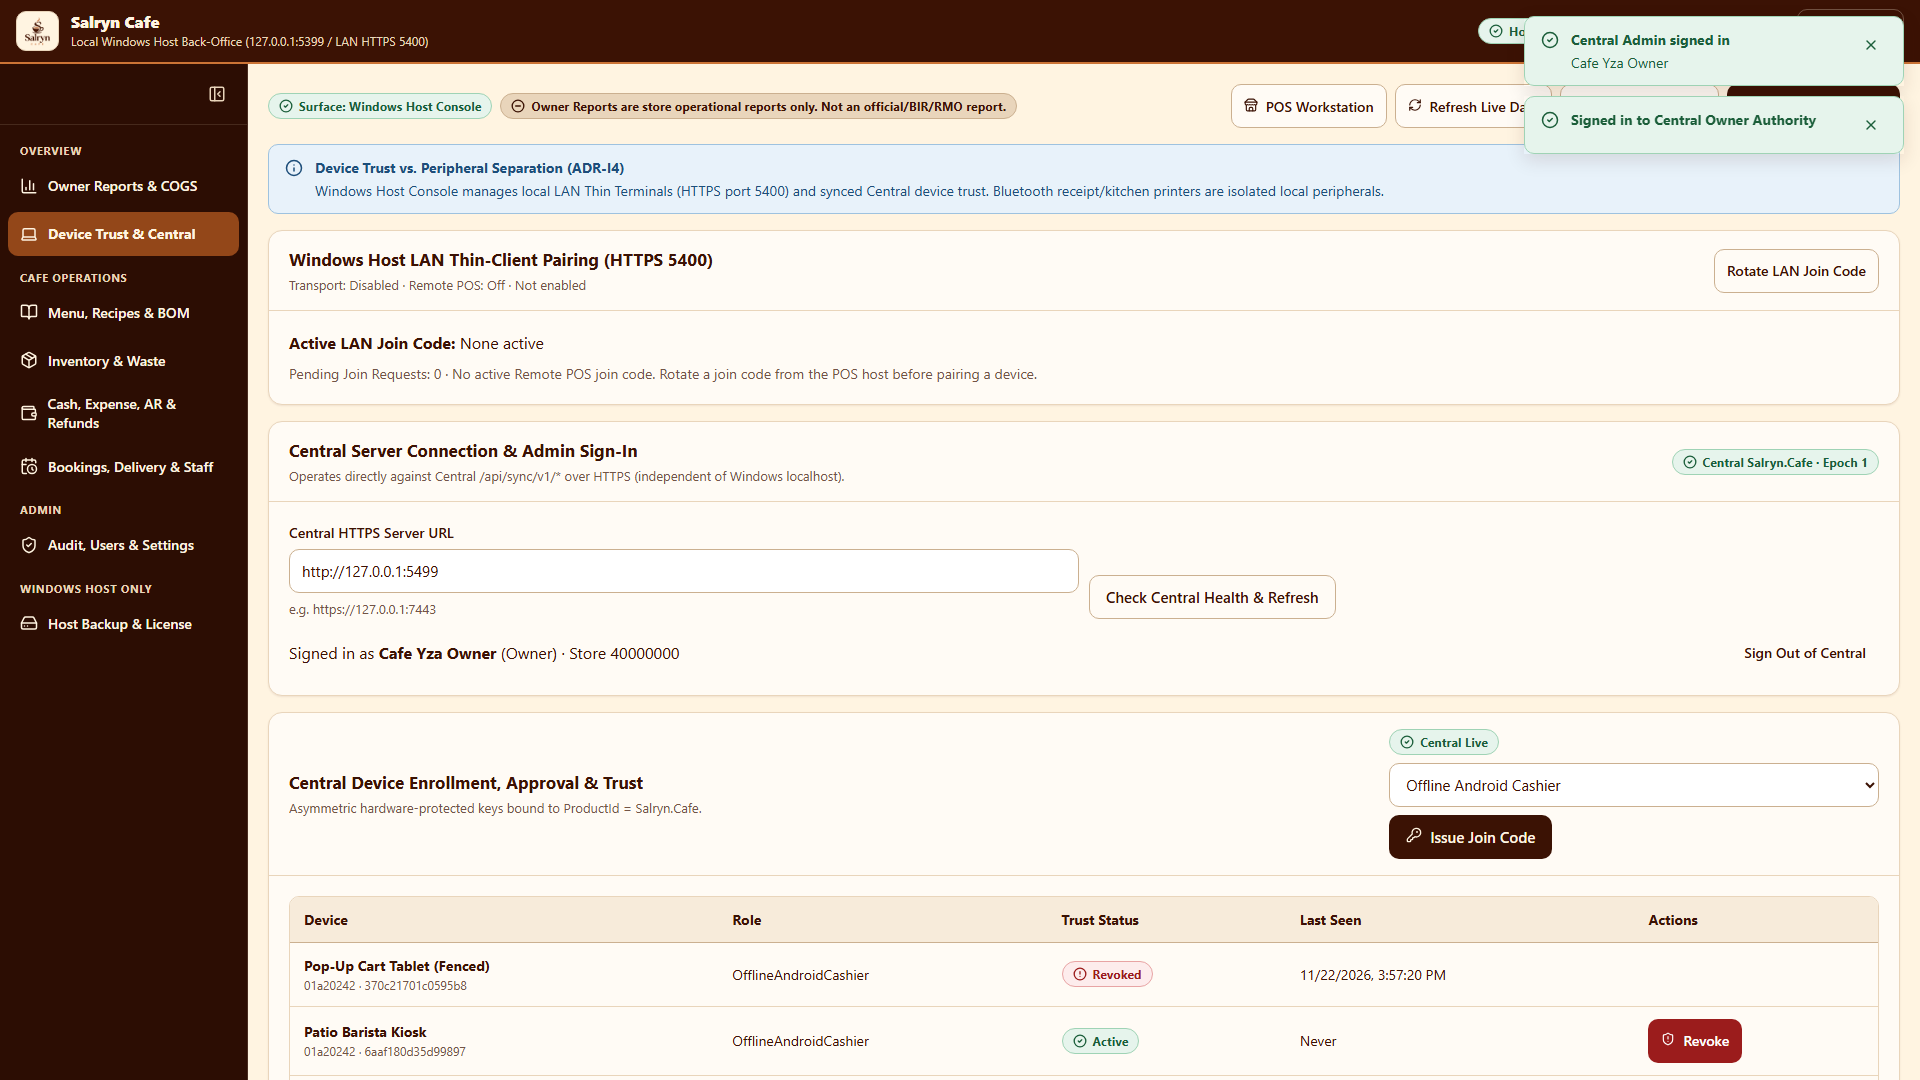 Salryn
Salryn Cafe
Local Windows Host Back-Office (127.0.0.1:5399 / LAN HTTPS 5400)
Central Admin signed in
Cafe Yza Owner
Signed in to Central Owner Authority
Surface: Windows Host Console
Owner Reports are store operational reports only. Not an official/BIR/RMO report.
POS Workstation
Refresh Live
OVERVIEW
Owner Reports & COGS
Device Trust & Central
CAFE OPERATIONS
Menu, Recipes & BOM
Inventory & Waste
Cash, Expense, AR &
Refunds
Bookings, Delivery & Staff
ADMIN
Audit, Users & Settings
WINDOWS HOST ONLY
Host Backup & License
Device Trust vs. Peripheral Separation (ADR-I4)
Windows Host Console manages local LAN Thin Terminals (HTTPS port 5400) and synced Central device trust. Bluetooth receipt/kitchen printers are isolated local peripherals.
Windows Host LAN Thin-Client Pairing (HTTPS 5400)
Transport: Disabled · Remote POS: Off · Not enabled
Rotate LAN Join Code
Active LAN Join Code: None active
Pending Join Requests: 0 · No active Remote POS join code. Rotate a join code from the POS host before pairing a device.
Central Server Connection & Admin Sign-In
Operates directly against Central /api/sync/v1/* over HTTPS (independent of Windows localhost).
Central Salryn.Cafe · Epoch 1
Central HTTPS Server URL
http://127.0.0.1:5499
e.g. https://127.0.0.1:7443
Check Central Health & Refresh
Signed in as Cafe Yza Owner (Owner) · Store 40000000
Sign Out of Central
Central Device Enrollment, Approval & Trust
Asymmetric hardware-protected keys bound to ProductId = Salryn.Cafe.
Central Live
Offline Android Cashier
Issue Join Code
Device Role Trust Status Last Seen Actions
Pop-Up Cart Tablet (Fenced)
01a20242 · 370c21701c0595b8
OfflineAndroidCashier
Revoked
11/22/2026, 3:57:20 PM
Patio Barista Kiosk
01a20242 · 6aaf180d35d99897
OfflineAndroidCashier
Active
Never
Revoke